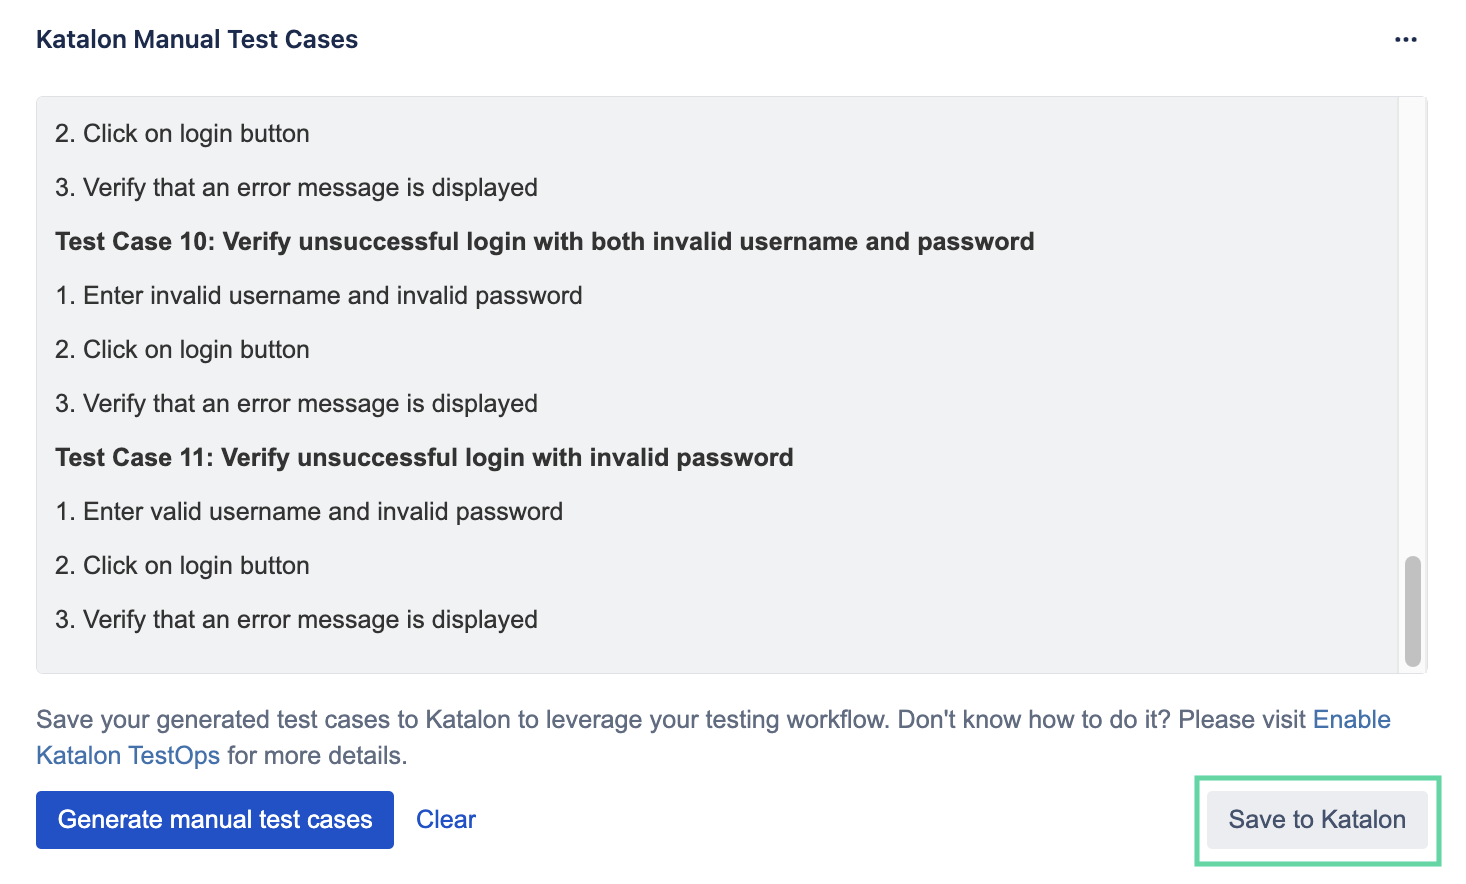 Katalon Manual Test Cases
2. Click on login button
3. Verify that an error message is displayed
Test Case 10: Verify unsuccessful login with both invalid username and password
1. Enter invalid username and invalid password
2. Click on login button
3. Verify that an error message is displayed
Test Case 11: Verify unsuccessful login with invalid password
1. Enter valid username and invalid password
2. Click on login button
3. Verify that an error message is displayed
Save your generated test cases to Katalon to leverage your testing workflow. Don't know how to do it? Please visit Enable
Katalon TestOps for more details.
Generate manual test cases Clear Save to Katalon